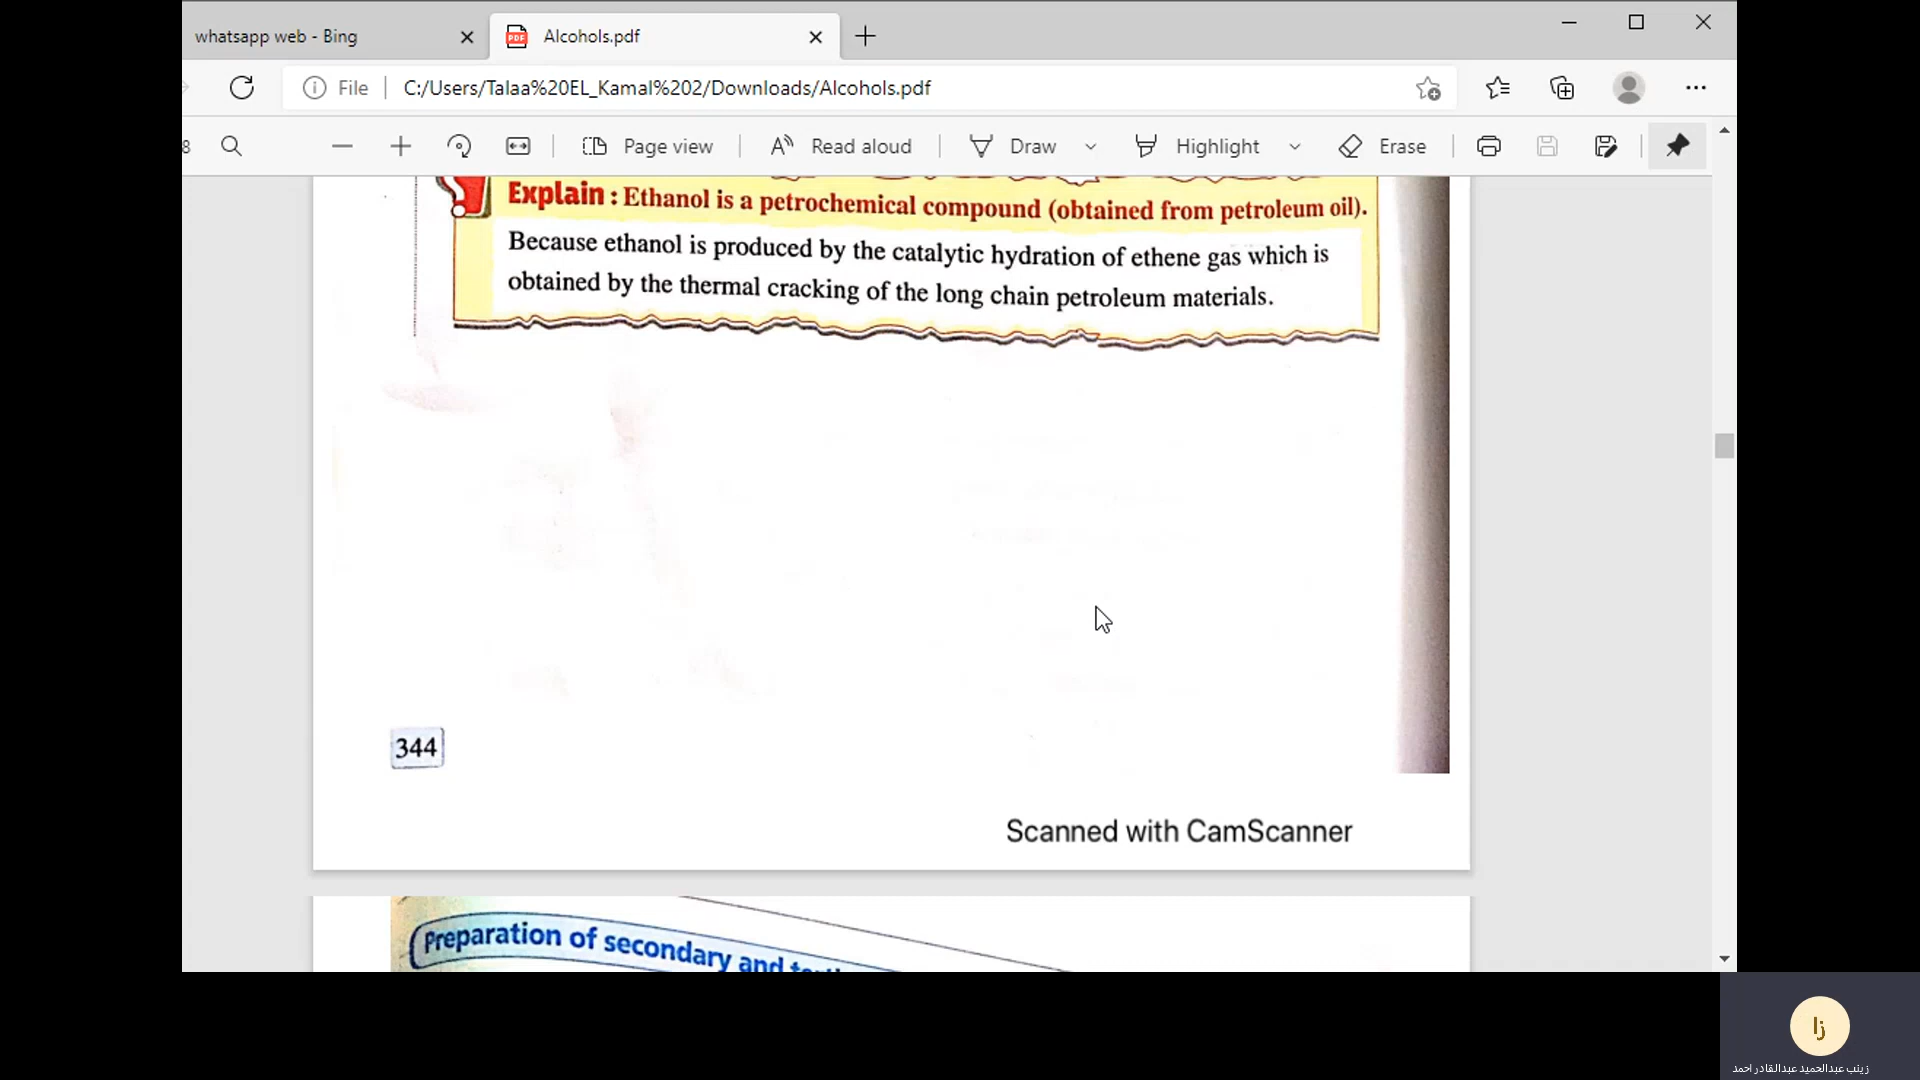 whatsapp web - Bing
Alcohols.pdf
File
C:/Users/Talaa%20EL_Kamal%202/Downloads/Alcohols.pdf
8
Page view
Read aloud
Draw
Highlight
Erase
Explain : Ethanol is a petrochemical compound (obtained from petroleum oil).
Because ethanol is produced by the catalytic hydration of ethene gas which is
obtained by the thermal cracking of the long chain petroleum materials.
344
Scanned with CamScanner
Preparation of secondary and
زا
زينب عبدالحميد عبدالقادر احمد